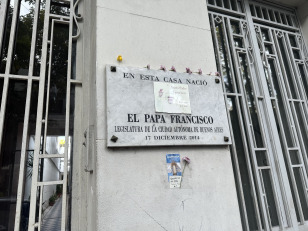 EN ESTA CASA NACIÓ
EL PAPA FRANCISCO
LEGISLATURA DE LA CIUDAD AUTÓNOMA DE BUENOS AIRES
17 DICIEMBRE 2013